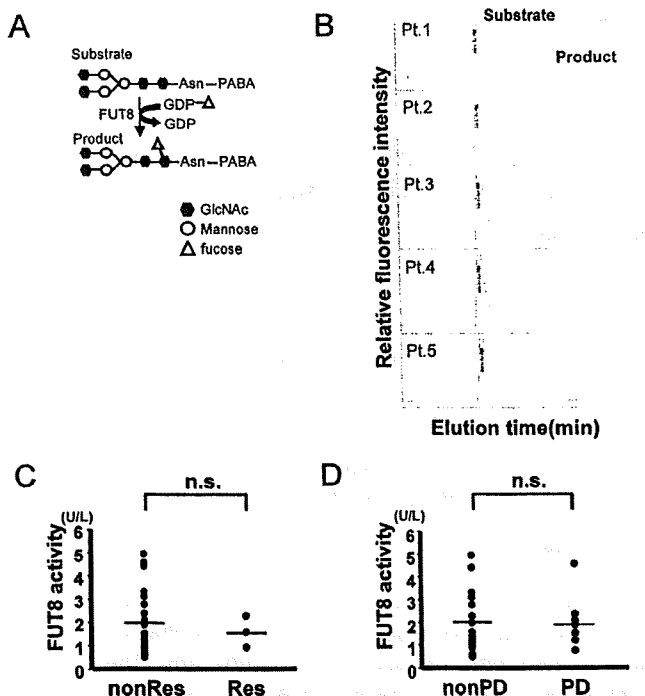 A
Substrate
Asn-PABA
FUT8
GDP
GDP
Product
Asn-PABA
GlcNAc
Mannose
fucose
B
Relative fluorescence intensity
Substrate
Product
Pt.1
Pt.2
Pt.3
Pt.4
Pt.5
Elution time(min)
C
n.s.
(U/L)
FUT8 activity
6
5
4
3
2
1
0
nonRes
Res
D
n.s.
(U/L)
FUT8 activity
6
5
4
3
2
1
0
nonPD
PD